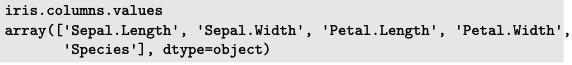 iris.columns.values
array(['Sepal.Length', 'Sepal.Width', 'Petal.Length', 'Petal.Width',
'Species'], dtype=object)